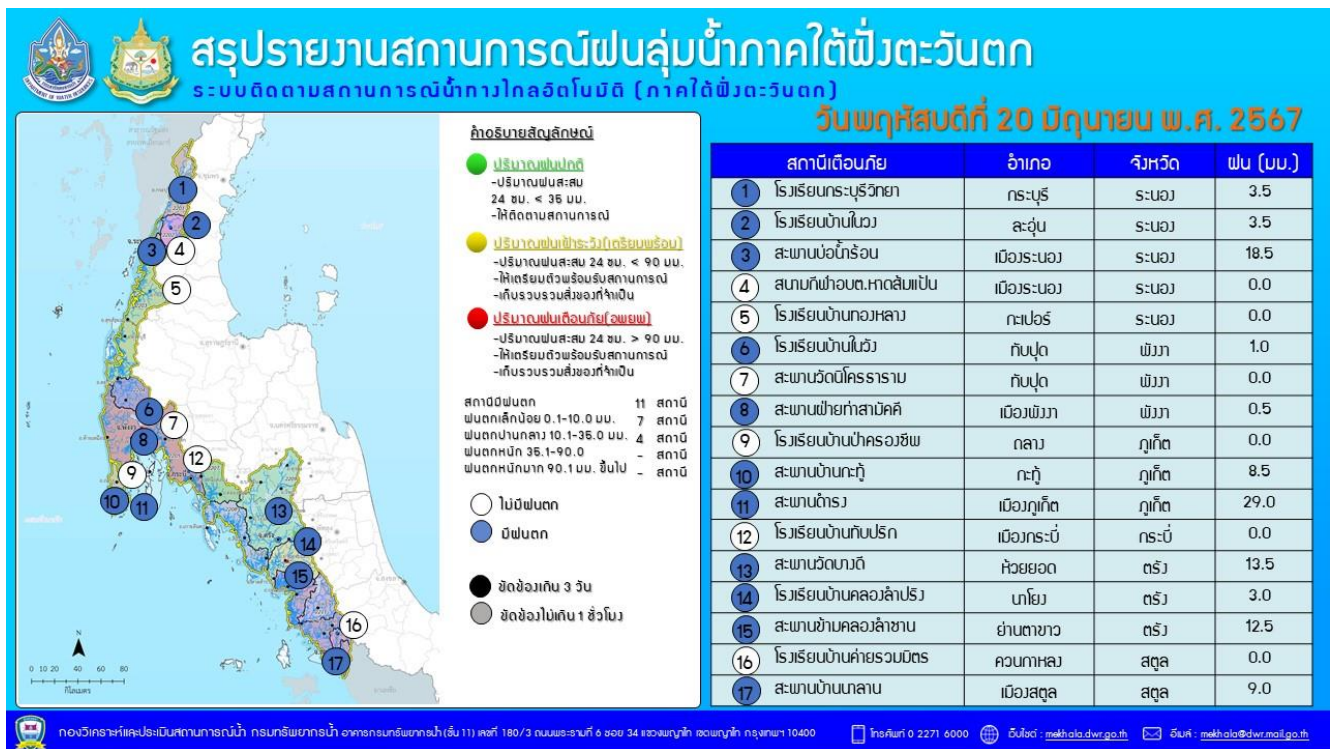 สรุปรายงานสถานการณ์ฝนลุ่มน้ำภาคใต้ฝั่งตะวันตก
ระบบติดตามสถานการณ์น้ำทางไกลอัตโนมัติ (ภาคใต้ฝั่งตะวันตก)
วันพฤหัสบดีที่ 20 มิถุนายน พ.ศ. 2567
1
2
3 4
5
6
7
8
12
9
10 11
13
14
15
16
17
N
0 10 20 40 60 80
กิโลเมตร
คำอธิบายสัญลักษณ์
ปริมาณฝนปกติ
-ปริมาณฝนสะสม
24 ชม. < 35 มม.
-ให้ติดตามสถานการณ์
ปริมาณฝนเฝ้าระวัง(เตรียมพร้อม)
-ปริมาณฝนสะสม 24 ชม. < 90 มม.
-ให้เตรียมตัวพร้อมรับสถานการณ์
-เก็บรวบรวมสิ่งของที่จำเป็น
ปริมาณฝนเตือนภัย(อพยพ)
-ปริมาณฝนสะสม 24 ชม. > 90 มม.
-ให้เตรียมตัวพร้อมรับสถานการณ์
-เก็บรวบรวมสิ่งของที่จำเป็น
สถานีมีฝนตก 11 สถานี
ฝนตกเล็กน้อย 0.1-10.0 มม. 7 สถานี
ฝนตกปานกลาง 10.1-35.0 มม. 4 สถานี
ฝนตกหนัก 35.1-90.0 - สถานี
ฝนตกหนักมาก 90.1 มม. ขึ้นไป - สถานี
ไม่มีฝนตก
มีฝนตก
ขัดข้องเกิน 3 วัน
ขัดข้องไม่เกิน 1 ชั่วโมง
สถานีเตือนภัย อำเภอ จังหวัด ฝน (มม.)
1 โรงเรียนกระบุรีวิทยา กระบุรี ระนอง 3.5
2 โรงเรียนบ้านในวง ละอุ่น ระนอง 3.5
3 สะพานบ่อน้ำร้อน เมืองระนอง ระนอง 18.5
4 สนามกีฬาอบต.หาดส้มแป้น เมืองระนอง ระนอง 0.0
5 โรงเรียนบ้านทองหลาง กะเปอร์ ระนอง 0.0
6 โรงเรียนบ้านในวัง ทับปุด พังงา 1.0
7 สะพานวัดนิโครธาราม ทับปุด พังงา 0.0
8 สะพานฝ่ายท่าสามัคคี เมืองพังงา พังงา 0.5
9 โรงเรียนบ้านป่าครองชีพ ถลาง ภูเก็ต 0.0
10 สะพานบ้านกะทู้ กะทู้ ภูเก็ต 8.5
11 สะพานดำรง เมืองภูเก็ต ภูเก็ต 29.0
12 โรงเรียนบ้านทับปริก เมืองกระบี่ กระบี่ 0.0
13 สะพานวัดบางดี ห้วยยอด ตรัง 13.5
14 โรงเรียนบ้านคลองลำปริง นาโยง ตรัง 3.0
15 สะพานข้ามคลองลำชาน ย่านตาขาว ตรัง 12.5
16 โรงเรียนบ้านค่ายรวมมิตร ควนกาหลง สตูล 0.0
17 สะพานบ้านนาลาน เมืองสตูล สตูล 9.0
กองวิเคราะห์และประเมินสถานการณ์น้ำ กรมทรัพยากรน้ำ อาคารกรมทรัพยากรน้ำ (ชั้น 11) เลขที่ 180/3 ถนนพระรามที่ 6 ซอย 34 แขวงพญาไท เขตพญาไท กรุงเทพฯ 10400 โทรศัพท์ 0 2271 6000 เว็บไซต์ : mekhala.dwr.go.th อีเมล์ : mekhala@dwr.mail.go.th